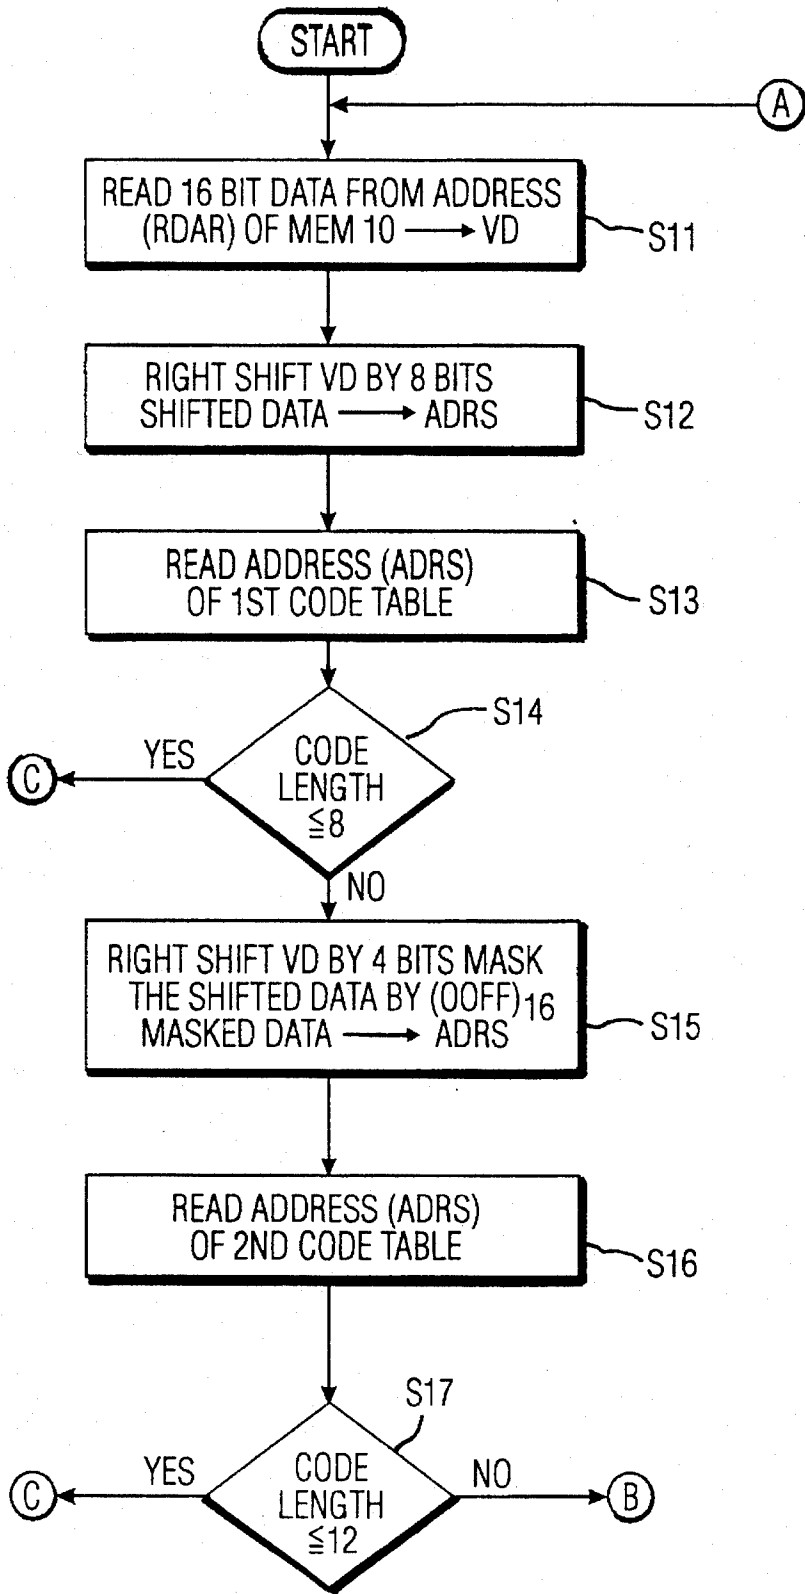 START
A
READ 16 BIT DATA FROM ADDRESS
(RDAR) OF MEM 10 → VD
S11
RIGHT SHIFT VD BY 8 BITS
SHIFTED DATA → ADRS
S12
READ ADDRESS (ADRS)
OF 1ST CODE TABLE
S13
S14
YES
C
CODE
LENGTH
≦8
NO
RIGHT SHIFT VD BY 4 BITS MASK
THE SHIFTED DATA BY (00FF)16
MASKED DATA → ADRS
S15
READ ADDRESS (ADRS)
OF 2ND CODE TABLE
S16
S17
YES
C
CODE
LENGTH
≦12
NO
B